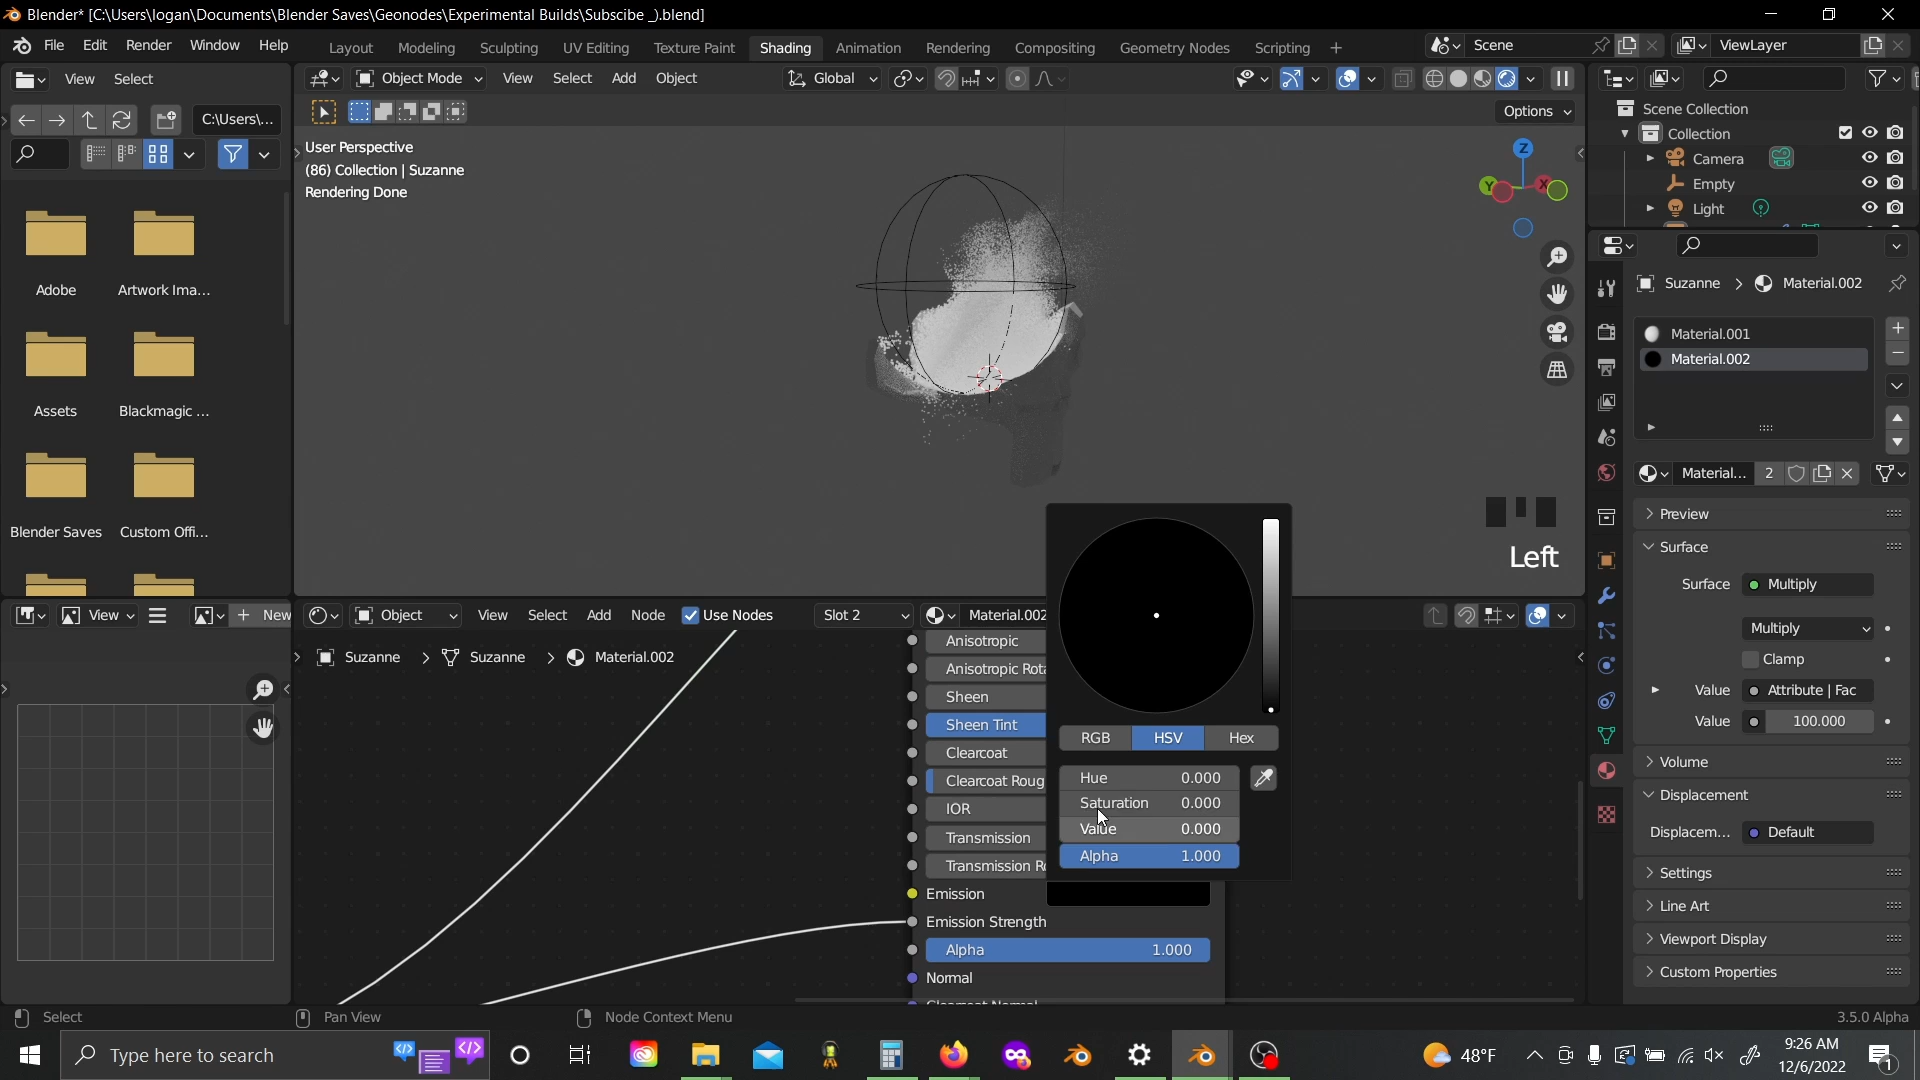 Blender* [C:\Users\logan\Documents\Blender Saves\Geonodes\Experimental Builds\Subscibe _).blend]
File Edit Render Window Help
Layout Modeling Sculpting UV Editing Texture Paint Shading Animation Rendering Compositing Geometry Nodes Scripting +
Scene
ViewLayer
View Select
Object Mode View Select Add Object
Global
Options
C:\Users\...
User Perspective
(86) Collection | Suzanne
Rendering Done
Z
Y
X
Adobe
Artwork Ima...
Assets
Blackmagic ...
Blender Saves
Custom Offi...
Scene Collection
Collection
Camera
Empty
Light
Suzanne > Material.002
Material.001
Material.002
Material... 2
Preview
Surface
Surface Multiply
Multiply
Clamp
Value Attribute | Fac
Value 100.000
Volume
Displacement
Displacem... Default
Settings
Line Art
Viewport Display
Custom Properties
Left
View
+ New
Object View Select Add Node Use Nodes Slot 2 Material.002
Suzanne > Suzanne > Material.002
Anisotropic
Anisotropic Rota
Sheen
Sheen Tint
Clearcoat
Clearcoat Roug
IOR
Transmission
Transmission Ro
Emission
Emission Strength
Alpha 1.000
Normal
Clearcoat Normal
RGB HSV Hex
Hue 0.000
Saturation 0.000
Value 0.000
Alpha 1.000
Select
Pan View
Node Context Menu
3.5.0 Alpha
Type here to search
48°F
9:26 AM
12/6/2022
1